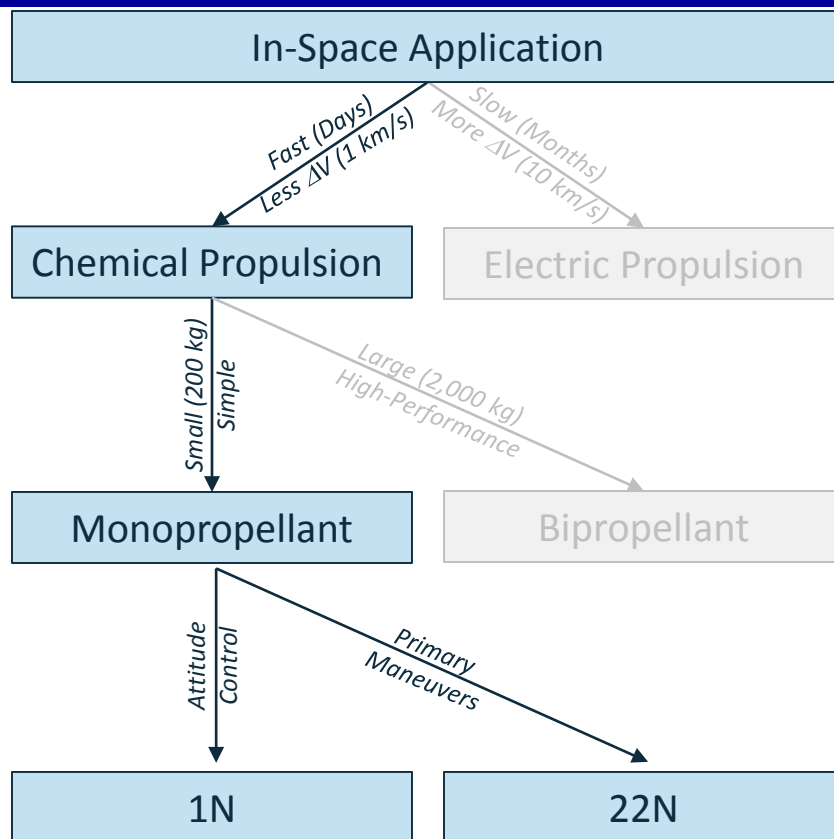 In-Space Application
Fast (Days)
Less ΔV (1 km/s)
Slow (Months)
More ΔV (10 km/s)
Chemical Propulsion
Electric Propulsion
Small (200 kg)
Simple
Large (2,000 kg)
High-Performance
Monopropellant
Bipropellant
Attitude
Control
Primary
Maneuvers
1N
22N